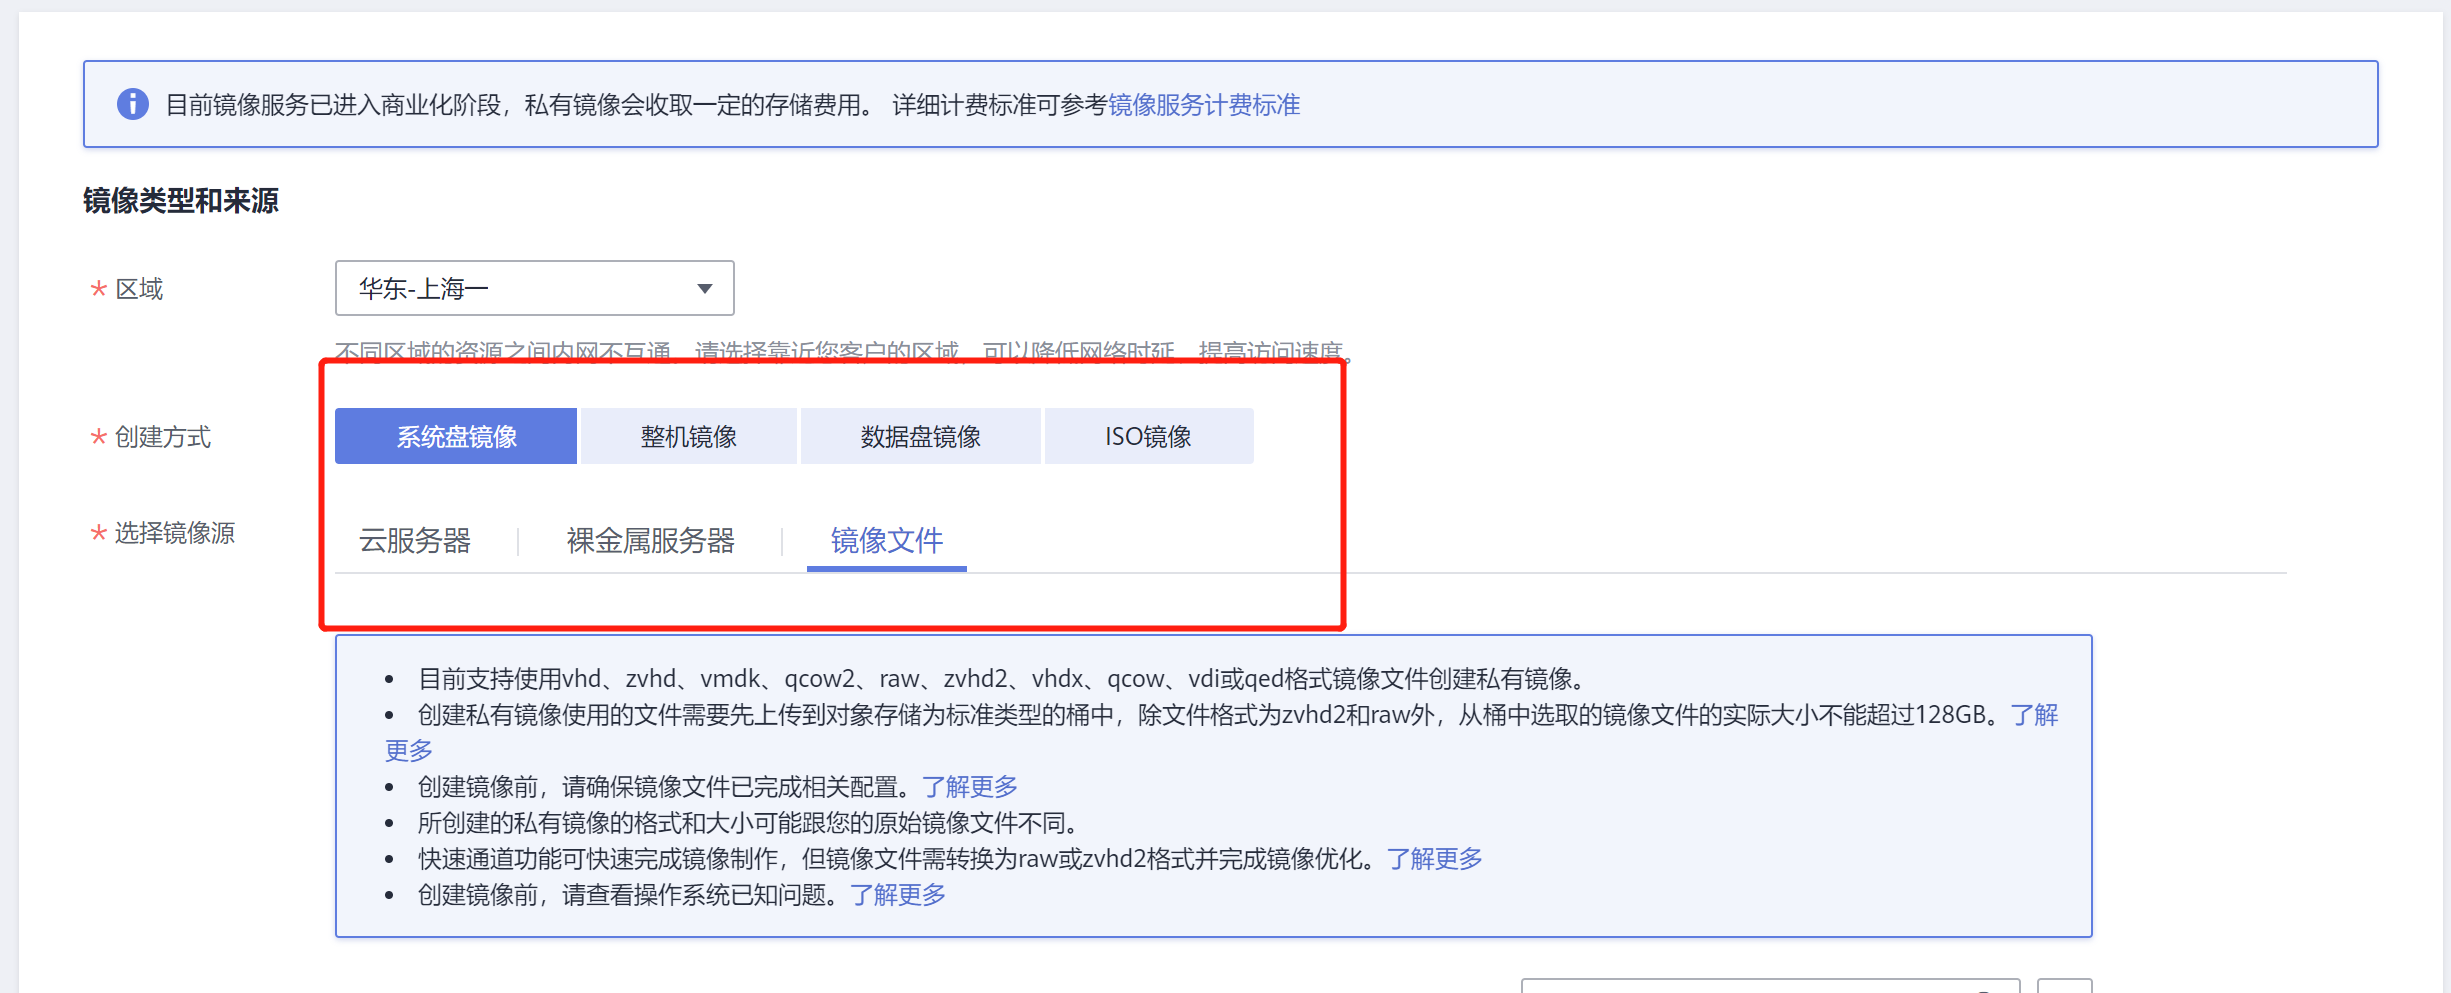 目前镜像服务已进入商业化阶段，私有镜像会收取一定的存储费用。 详细计费标准可参考镜像服务计费标准
镜像类型和来源
* 区域
华东-上海一
不同区域的资源之间内网不互通。请选择靠近您客户的区域，可以降低网络时延，提高访问速度。
* 创建方式
系统盘镜像 整机镜像 数据盘镜像 ISO镜像
* 选择镜像源
云服务器 裸金属服务器 镜像文件
• 目前支持使用vhd、zvhd、vmdk、qcow2、raw、zvhd2、vhdx、qcow、vdi或qed格式镜像文件创建私有镜像。
• 创建私有镜像使用的文件需要先上传到对象存储为标准类型的桶中，除文件格式为zvhd2和raw外，从桶中选取的镜像文件的实际大小不能超过128GB。了解
更多
• 创建镜像前，请确保镜像文件已完成相关配置。了解更多
• 所创建的私有镜像的格式和大小可能跟您的原始镜像文件不同。
• 快速通道功能可快速完成镜像制作，但镜像文件需转换为raw或zvhd2格式并完成镜像优化。了解更多
• 创建镜像前，请查看操作系统已知问题。了解更多